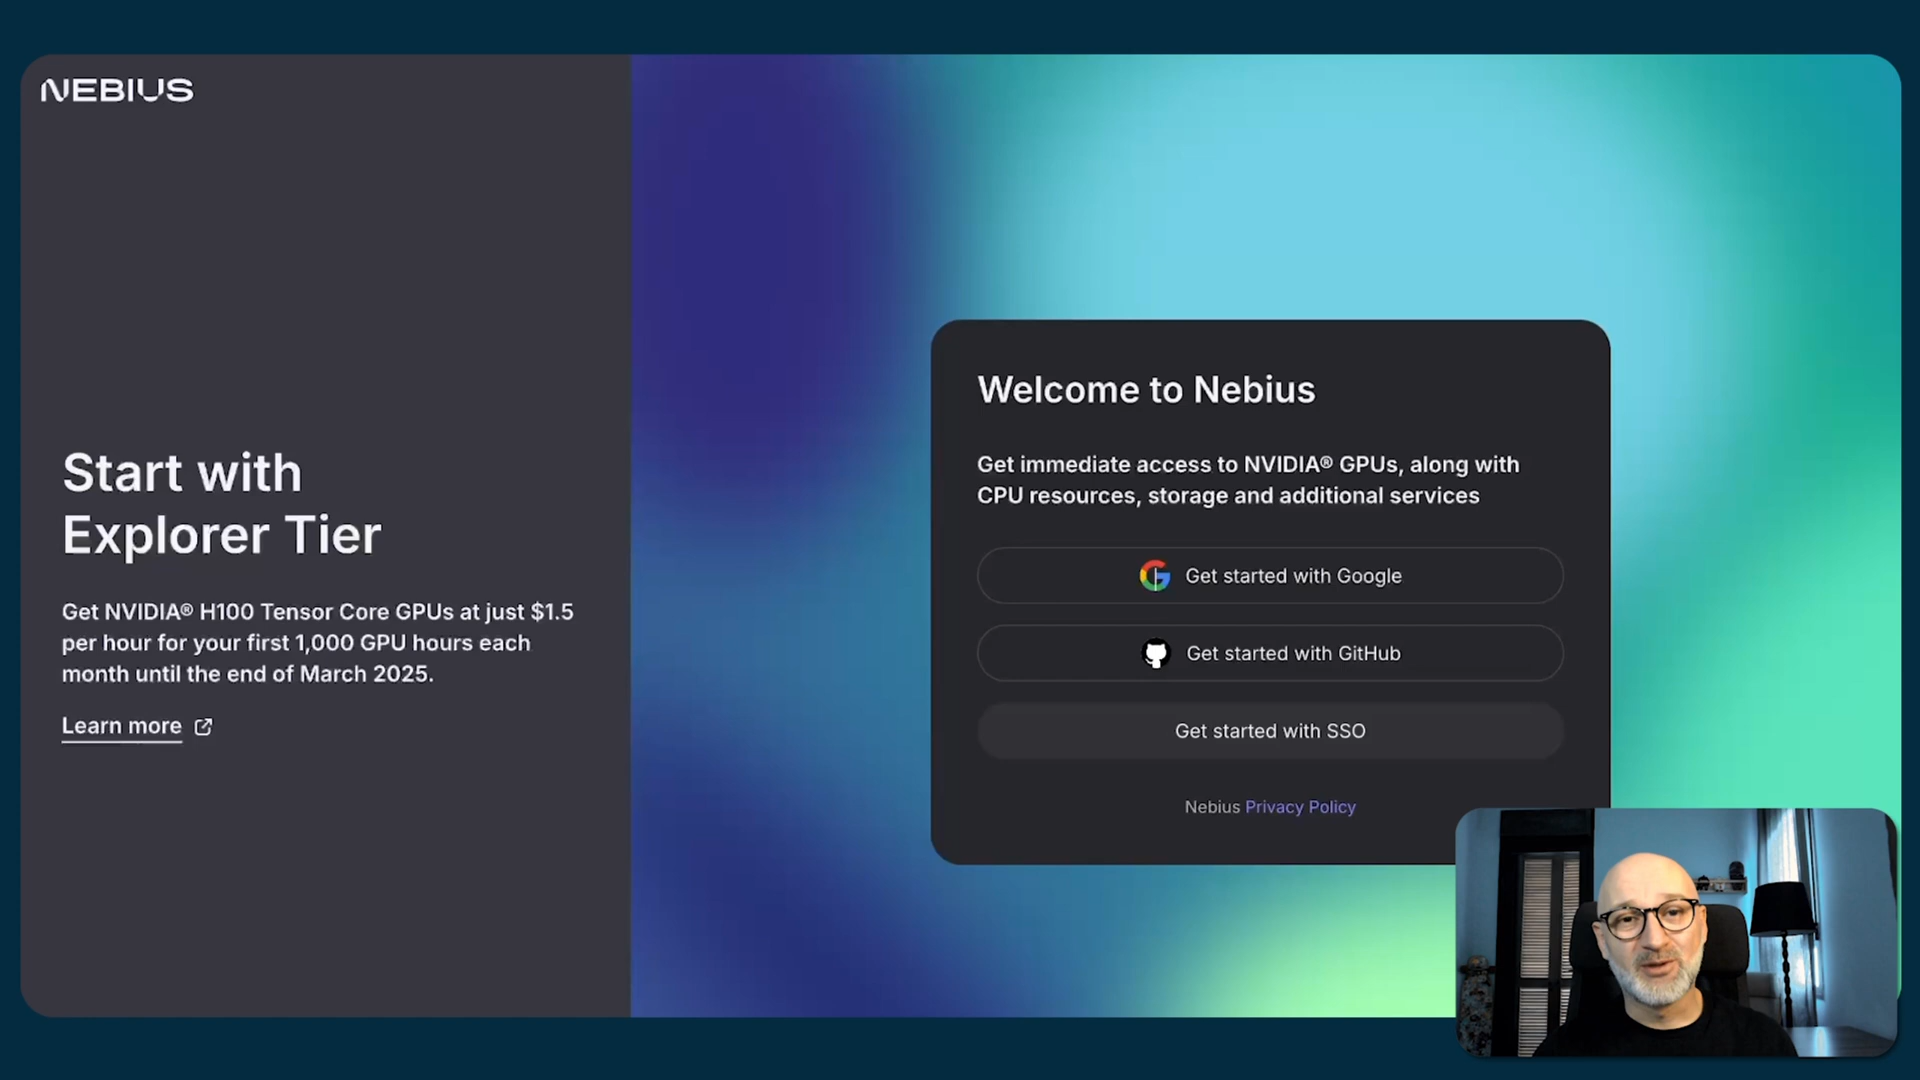 NEBIUS
Start with
Explorer Tier
Get NVIDIA® H100 Tensor Core GPUs at just $1.5
per hour for your first 1,000 GPU hours each
month until the end of March 2025.
Learn more
Welcome to Nebius
Get immediate access to NVIDIA® GPUs, along with
CPU resources, storage and additional services
Get started with Google
Get started with GitHub
Get started with SSO
Nebius Privacy Policy